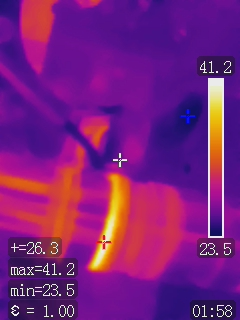 41.2
23.5
+=26.3
max=41.2
min=23.5
ε = 1.00
01:58